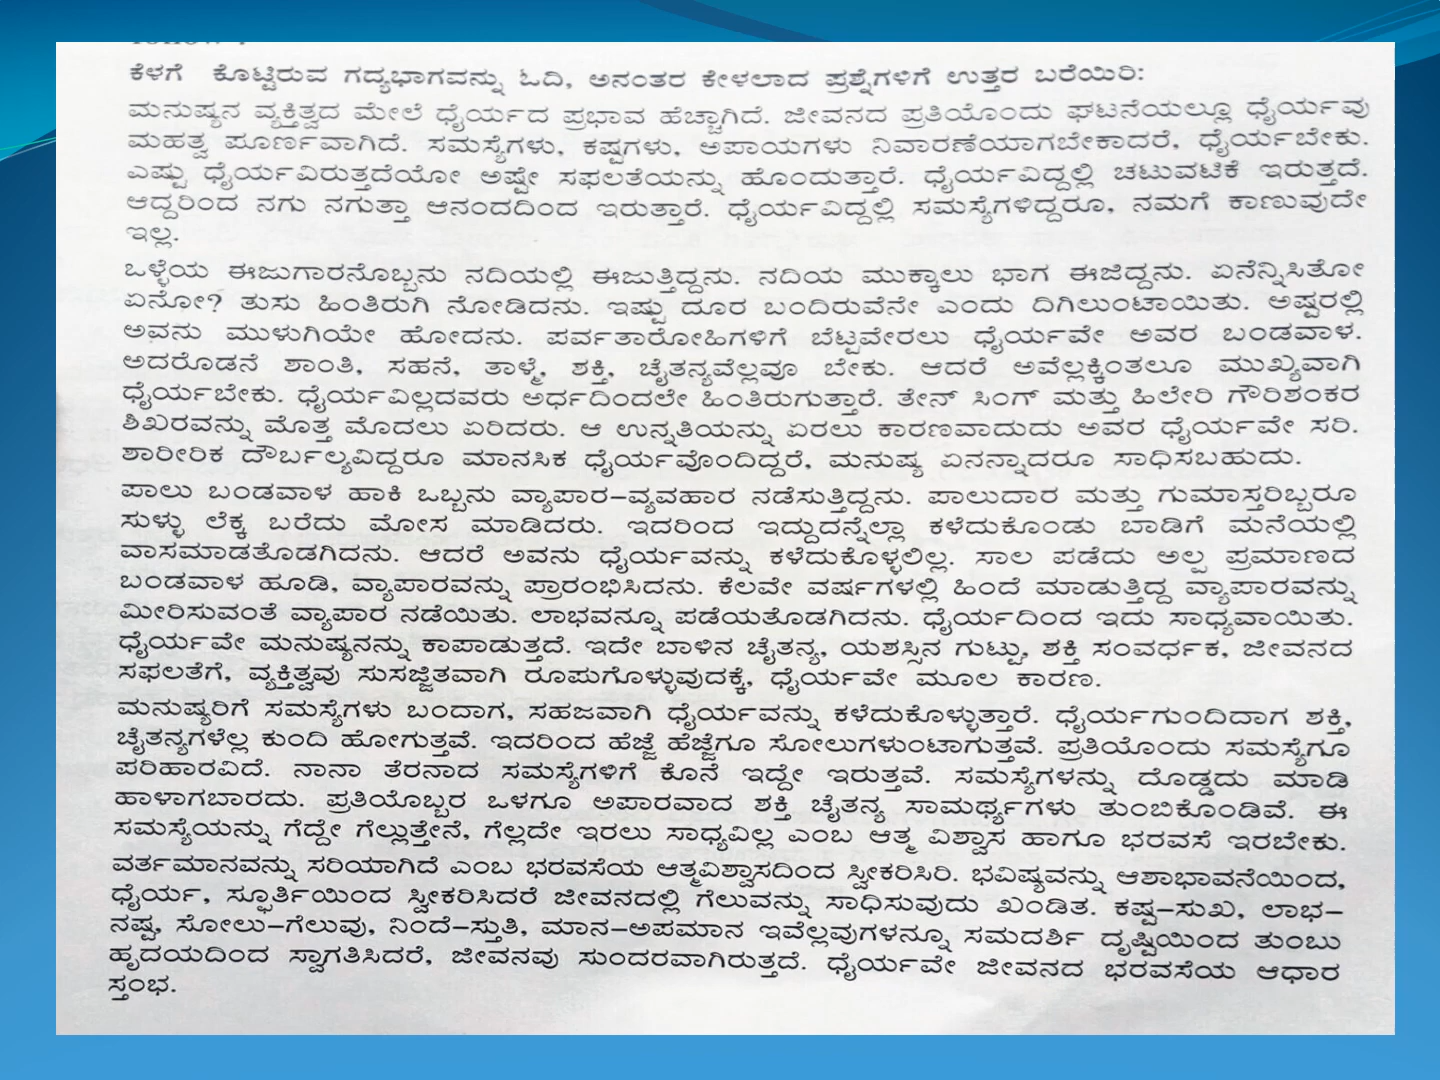 ಕೆಳಗೆ ಕೊಟ್ಟಿರುವ ಗದ್ಯಭಾಗವನ್ನು ಓದಿ, ಅನಂತರ ಕೇಳಲಾದ ಪ್ರಶ್ನೆಗಳಿಗೆ ಉತ್ತರ ಬರೆಯಿರಿ:
ಮನುಷ್ಯನ ವ್ಯಕ್ತಿತ್ವದ ಮೇಲೆ ಧೈರ್ಯದ ಪ್ರಭಾವ ಹೆಚ್ಚಾಗಿದೆ. ಜೀವನದ ಪ್ರತಿಯೊಂದು ಘಟನೆಯಲ್ಲೂ ಧೈರ್ಯವು
ಮಹತ್ವ ಪೂರ್ಣವಾಗಿದೆ. ಸಮಸ್ಯೆಗಳು, ಕಷ್ಟಗಳು, ಅಪಾಯಗಳು ನಿವಾರಣೆಯಾಗಬೇಕಾದರೆ, ಧೈರ್ಯಬೇಕು.
ಎಷ್ಟು ಧೈರ್ಯವಿರುತ್ತದೆಯೋ ಅಷ್ಟೇ ಸಫಲತೆಯನ್ನು ಹೊಂದುತ್ತಾರೆ. ಧೈರ್ಯವಿದ್ದಲ್ಲಿ ಚಟುವಟಿಕೆ ಇರುತ್ತದೆ.
ಆದ್ದರಿಂದ ನಗು ನಗುತ್ತಾ ಆನಂದದಿಂದ ಇರುತ್ತಾರೆ. ಧೈರ್ಯವಿದ್ದಲ್ಲಿ ಸಮಸ್ಯೆಗಳಿದ್ದರೂ, ನಮಗೆ ಕಾಣುವುದೇ
ಇಲ್ಲ.
ಒಳ್ಳೆಯ ಈಜುಗಾರನೊಬ್ಬನು ನದಿಯಲ್ಲಿ ಈಜುತ್ತಿದ್ದನು. ನದಿಯ ಮುಕ್ಕಾಲು ಭಾಗ ಈಜಿದ್ದನು. ಏನೆನ್ನಿಸಿತೋ
ಏನೋ? ತುಸು ಹಿಂತಿರುಗಿ ನೋಡಿದನು. ಇಷ್ಟು ದೂರ ಬಂದಿರುವೆನೇ ಎಂದು ದಿಗಿಲುಂಟಾಯಿತು. ಅಷ್ಟರಲ್ಲಿ
ಅವನು ಮುಳುಗಿಯೇ ಹೋದನು. ಪರ್ವತಾರೋಹಿಗಳಿಗೆ ಬೆಟ್ಟವೇರಲು ಧೈರ್ಯವೇ ಅವರ ಬಂಡವಾಳ.
ಅದರೊಡನೆ ಶಾಂತಿ, ಸಹನೆ, ತಾಳ್ಮೆ, ಶಕ್ತಿ, ಚೈತನ್ಯವೆಲ್ಲವೂ ಬೇಕು. ಆದರೆ ಅವೆಲ್ಲಕ್ಕಿಂತಲೂ ಮುಖ್ಯವಾಗಿ
ಧೈರ್ಯಬೇಕು. ಧೈರ್ಯವಿಲ್ಲದವರು ಅರ್ಧದಿಂದಲೇ ಹಿಂತಿರುಗುತ್ತಾರೆ. ತೇನ್ ಸಿಂಗ್ ಮತ್ತು ಹಿಲೇರಿ ಗೌರಿಶಂಕರ
ಶಿಖರವನ್ನು ಮೊತ್ತ ಮೊದಲು ಏರಿದರು. ಆ ಉನ್ನತಿಯನ್ನು ಏರಲು ಕಾರಣವಾದುದು ಅವರ ಧೈರ್ಯವೇ ಸರಿ.
ಶಾರೀರಿಕ ದೌರ್ಬಲ್ಯವಿದ್ದರೂ ಮಾನಸಿಕ ಧೈರ್ಯವೊಂದಿದ್ದರೆ, ಮನುಷ್ಯ ಏನನ್ನಾದರೂ ಸಾಧಿಸಬಹುದು.
ಪಾಲು ಬಂಡವಾಳ ಹಾಕಿ ಒಬ್ಬನು ವ್ಯಾಪಾರ–ವ್ಯವಹಾರ ನಡೆಸುತ್ತಿದ್ದನು. ಪಾಲುದಾರ ಮತ್ತು ಗುಮಾಸ್ತರಿಬ್ಬರೂ
ಸುಳ್ಳು ಲೆಕ್ಕ ಬರೆದು ಮೋಸ ಮಾಡಿದರು. ಇದರಿಂದ ಇದ್ದುದನ್ನೆಲ್ಲಾ ಕಳೆದುಕೊಂಡು ಬಾಡಿಗೆ ಮನೆಯಲ್ಲಿ
ವಾಸಮಾಡತೊಡಗಿದನು. ಆದರೆ ಅವನು ಧೈರ್ಯವನ್ನು ಕಳೆದುಕೊಳ್ಳಲಿಲ್ಲ. ಸಾಲ ಪಡೆದು ಅಲ್ಪ ಪ್ರಮಾಣದ
ಬಂಡವಾಳ ಹೂಡಿ, ವ್ಯಾಪಾರವನ್ನು ಪ್ರಾರಂಭಿಸಿದನು. ಕೆಲವೇ ವರ್ಷಗಳಲ್ಲಿ ಹಿಂದೆ ಮಾಡುತ್ತಿದ್ದ ವ್ಯಾಪಾರವನ್ನು
ಮೀರಿಸುವಂತೆ ವ್ಯಾಪಾರ ನಡೆಯಿತು. ಲಾಭವನ್ನೂ ಪಡೆಯತೊಡಗಿದನು. ಧೈರ್ಯದಿಂದ ಇದು ಸಾಧ್ಯವಾಯಿತು.
ಧೈರ್ಯವೇ ಮನುಷ್ಯನನ್ನು ಕಾಪಾಡುತ್ತದೆ. ಇದೇ ಬಾಳಿನ ಚೈತನ್ಯ, ಯಶಸ್ಸಿನ ಗುಟ್ಟು, ಶಕ್ತಿ ಸಂವರ್ಧಕ, ಜೀವನದ
ಸಫಲತೆಗೆ, ವ್ಯಕ್ತಿತ್ವವು ಸುಸಜ್ಜಿತವಾಗಿ ರೂಪುಗೊಳ್ಳುವುದಕ್ಕೆ, ಧೈರ್ಯವೇ ಮೂಲ ಕಾರಣ.
ಮನುಷ್ಯರಿಗೆ ಸಮಸ್ಯೆಗಳು ಬಂದಾಗ, ಸಹಜವಾಗಿ ಧೈರ್ಯವನ್ನು ಕಳೆದುಕೊಳ್ಳುತ್ತಾರೆ. ಧೈರ್ಯಗುಂದಿದಾಗ ಶಕ್ತಿ,
ಚೈತನ್ಯಗಳೆಲ್ಲ ಕುಂದಿ ಹೋಗುತ್ತವೆ. ಇದರಿಂದ ಹೆಜ್ಜೆ ಹೆಜ್ಜೆಗೂ ಸೋಲುಗಳುಂಟಾಗುತ್ತವೆ. ಪ್ರತಿಯೊಂದು ಸಮಸ್ಯೆಗೂ
ಪರಿಹಾರವಿದೆ. ನಾನಾ ತೆರನಾದ ಸಮಸ್ಯೆಗಳಿಗೆ ಕೊನೆ ಇದ್ದೇ ಇರುತ್ತವೆ. ಸಮಸ್ಯೆಗಳನ್ನು ದೊಡ್ಡದು ಮಾಡಿ
ಹಾಳಾಗಬಾರದು. ಪ್ರತಿಯೊಬ್ಬರ ಒಳಗೂ ಅಪಾರವಾದ ಶಕ್ತಿ ಚೈತನ್ಯ ಸಾಮರ್ಥ್ಯಗಳು ತುಂಬಿಕೊಂಡಿವೆ. ಈ
ಸಮಸ್ಯೆಯನ್ನು ಗೆದ್ದೇ ಗೆಲ್ಲುತ್ತೇನೆ, ಗೆಲ್ಲದೇ ಇರಲು ಸಾಧ್ಯವಿಲ್ಲ ಎಂಬ ಆತ್ಮ ವಿಶ್ವಾಸ ಹಾಗೂ ಭರವಸೆ ಇರಬೇಕು.
ವರ್ತಮಾನವನ್ನು ಸರಿಯಾಗಿದೆ ಎಂಬ ಭರವಸೆಯ ಆತ್ಮವಿಶ್ವಾಸದಿಂದ ಸ್ವೀಕರಿಸಿರಿ. ಭವಿಷ್ಯವನ್ನು ಆಶಾಭಾವನೆಯಿಂದ,
ಧೈರ್ಯ, ಸ್ಫೂರ್ತಿಯಿಂದ ಸ್ವೀಕರಿಸಿದರೆ ಜೀವನದಲ್ಲಿ ಗೆಲುವನ್ನು ಸಾಧಿಸುವುದು ಖಂಡಿತ. ಕಷ್ಟ–ಸುಖ, ಲಾಭ–
ನಷ್ಟ, ಸೋಲು–ಗೆಲುವು, ನಿಂದೆ–ಸ್ತುತಿ, ಮಾನ–ಅಪಮಾನ ಇವೆಲ್ಲವುಗಳನ್ನೂ ಸಮದರ್ಶಿ ದೃಷ್ಟಿಯಿಂದ ತುಂಬು
ಹೃದಯದಿಂದ ಸ್ವಾಗತಿಸಿದರೆ, ಜೀವನವು ಸುಂದರವಾಗಿರುತ್ತದೆ. ಧೈರ್ಯವೇ ಜೀವನದ ಭರವಸೆಯ ಆಧಾರ
ಸ್ತಂಭ.